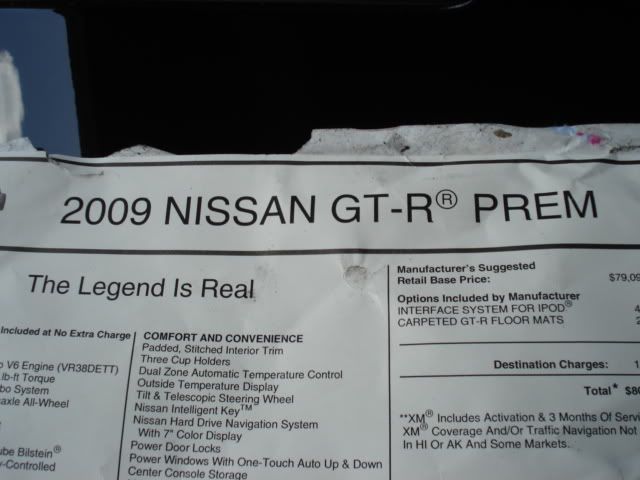 2009 NISSAN GT-R® PREM
The Legend Is Real
Included at No Extra Charge
V6 Engine (VR38DETT)
lb-ft Torque
System
All-Wheel
Bilstein®
Controlled
COMFORT AND CONVENIENCE
Padded, Stitched Interior Trim
Three Cup Holders
Dual Zone Automatic Temperature Control
Outside Temperature Display
Tilt & Telescopic Steering Wheel
Nissan Intelligent Key™
Nissan Hard Drive Navigation System
With 7" Color Display
Power Door Locks
Power Windows With One-Touch Auto Up & Down
Center Console Storage
Manufacturer's Suggested
Retail Base Price: $79,09
Options Included by Manufacturer
INTERFACE SYSTEM FOR IPOD®
CARPETED GT-R FLOOR MATS
Destination Charges:
Total* $80
**XM® Includes Activation & 3 Months Of
XM® Coverage And/Or Traffic Navigation Not
In HI Or AK And Some Markets.